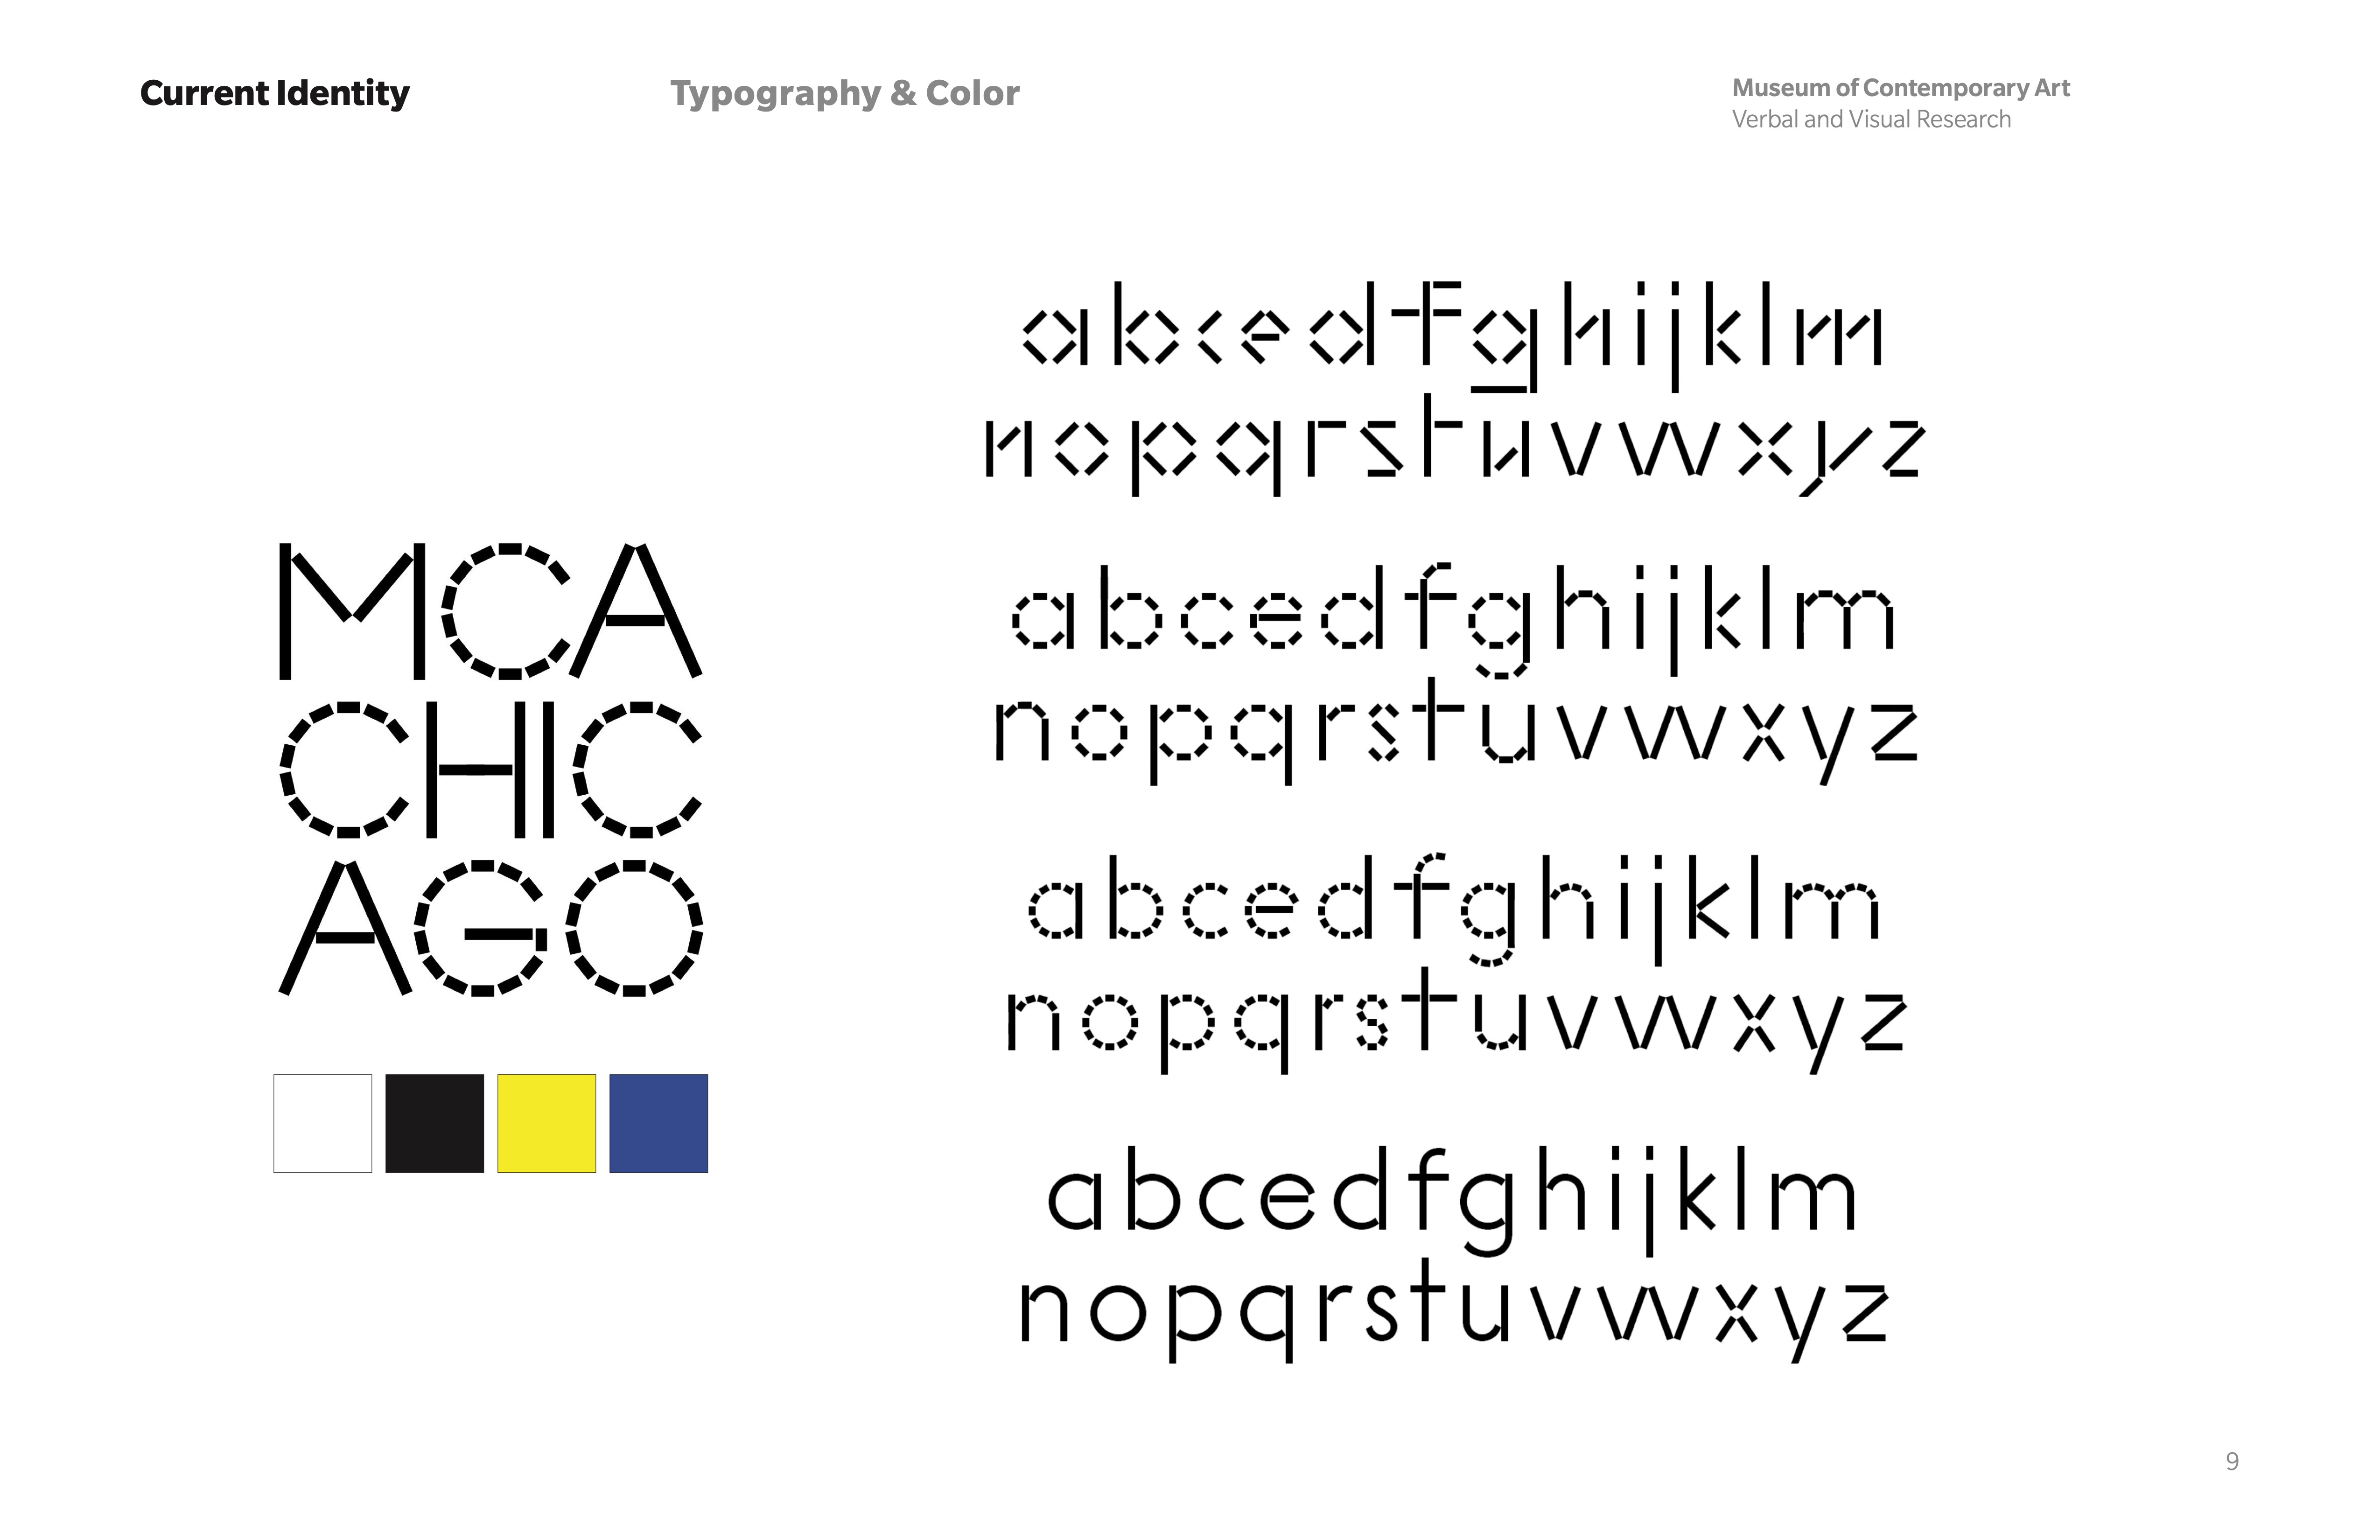 Current Identity
Typography & Color
Museum of Contemporary Art
Verbal and Visual Research
MCA
CHIC
AGO
abcedfghijklm
nopqrstuvwxyz
abcedfghijklm
nopqrstuvwxyz
abcedfghijklm
nopqrstuvwxyz
abcedfghijklm
nopqrstuvwxyz
9